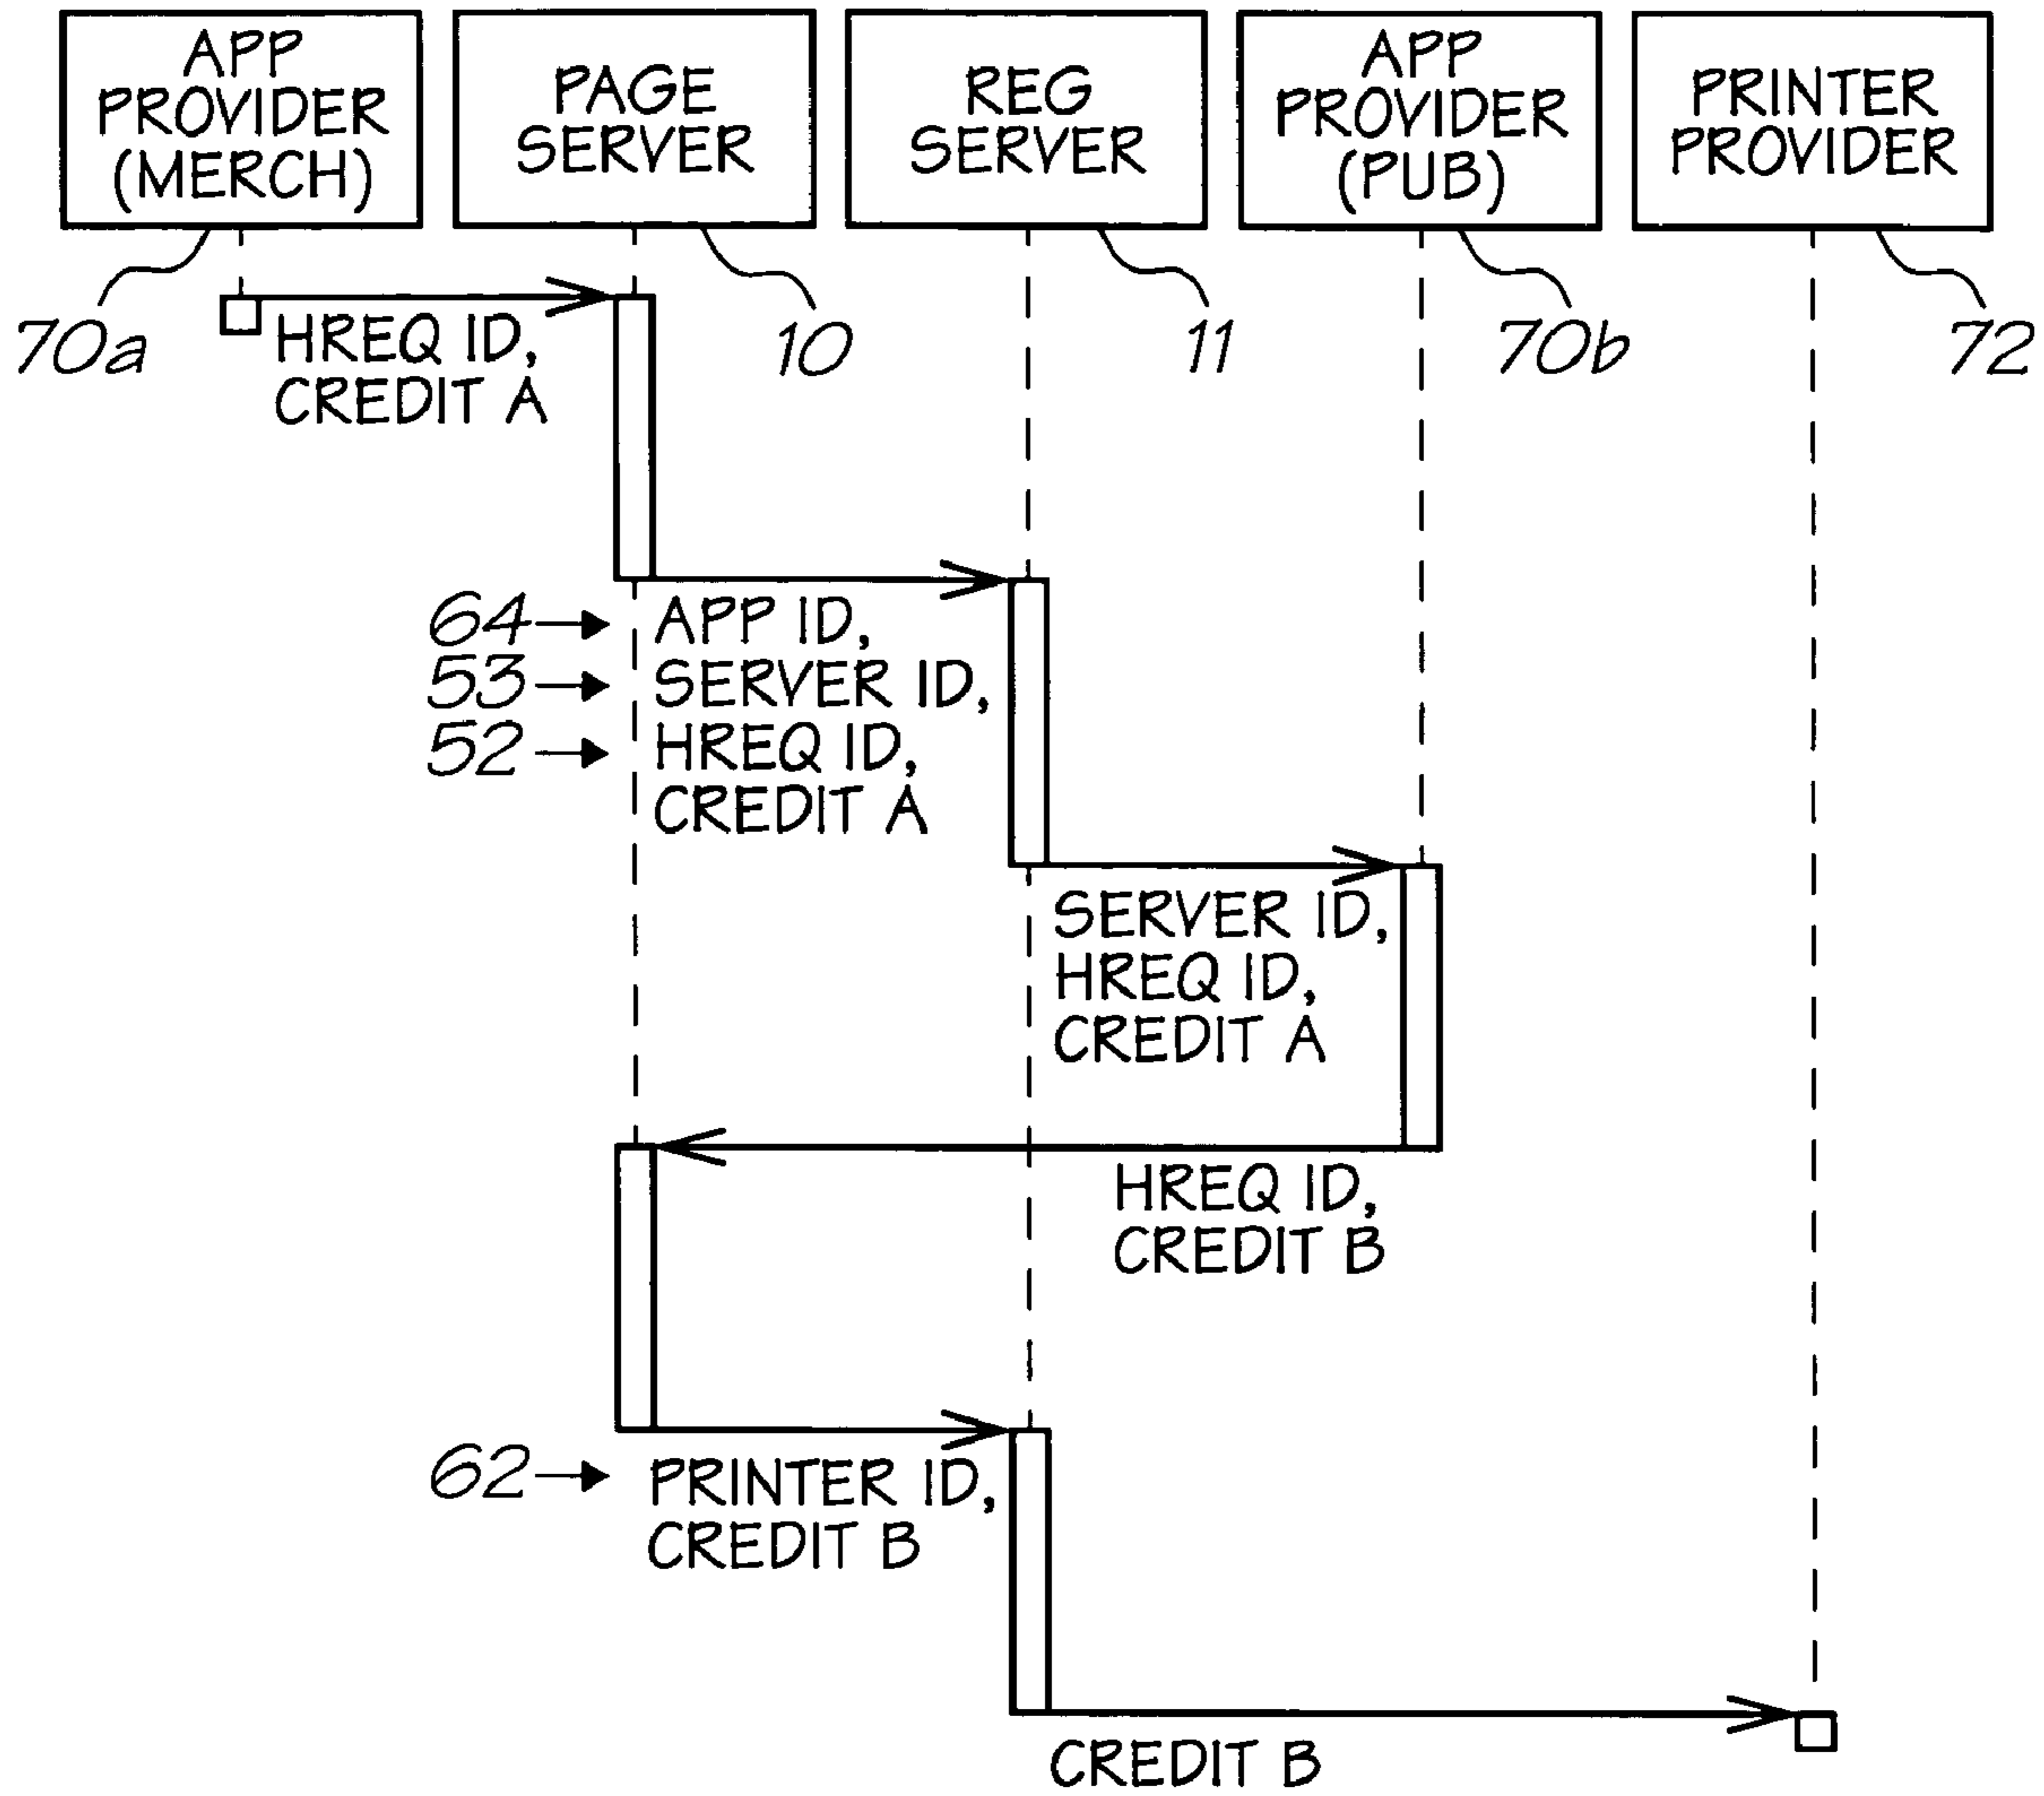 APP
PROVIDER
(MERCH)
PAGE
SERVER
REG
SERVER
APP
PROVIDER
(PUB)
PRINTER
PROVIDER
70a
10
11
70b
72
HREQ ID,
CREDIT A
64
APP ID,
53
SERVER ID,
52
HREQ ID,
CREDIT A
SERVER ID,
HREQ ID,
CREDIT A
HREQ ID,
CREDIT B
62
PRINTER ID,
CREDIT B
CREDIT B